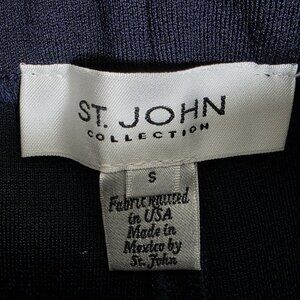 ST. JOHN
COLLECTION
S
Fabric knitted
in USA
Made in
Mexico by
St. John